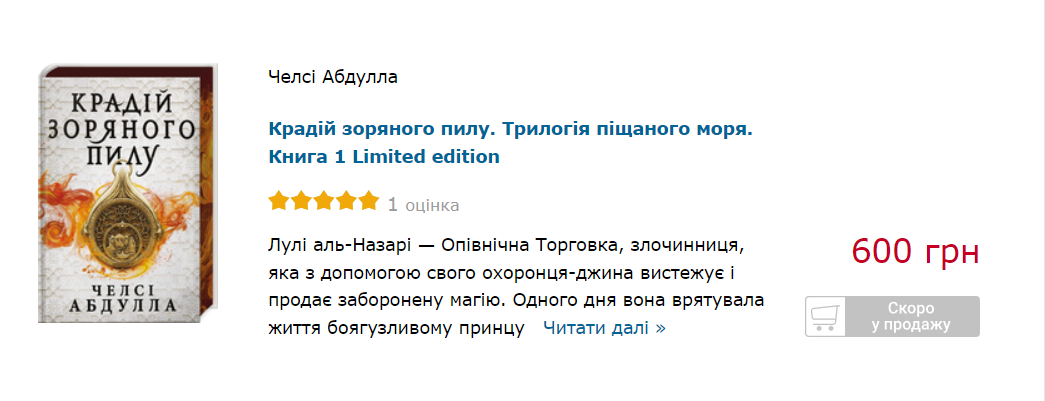 КРАДІЙ
ЗОРЯНОГО
ПИЛУ
ЧЕЛСІ
АБДУЛЛА
Челсі Абдулла
Крадій зоряного пилу. Трилогія піщаного моря.
Книга 1 Limited edition
1 оцінка
Лулі аль-Назарі — Опівнічна Торговка, злочинниця,
яка з допомогою свого охоронця-джина вистежує і
продає заборонену магію. Одного дня вона врятувала
життя боягузливому принцу Читати далі »
600 грн
Скоро
у продажу